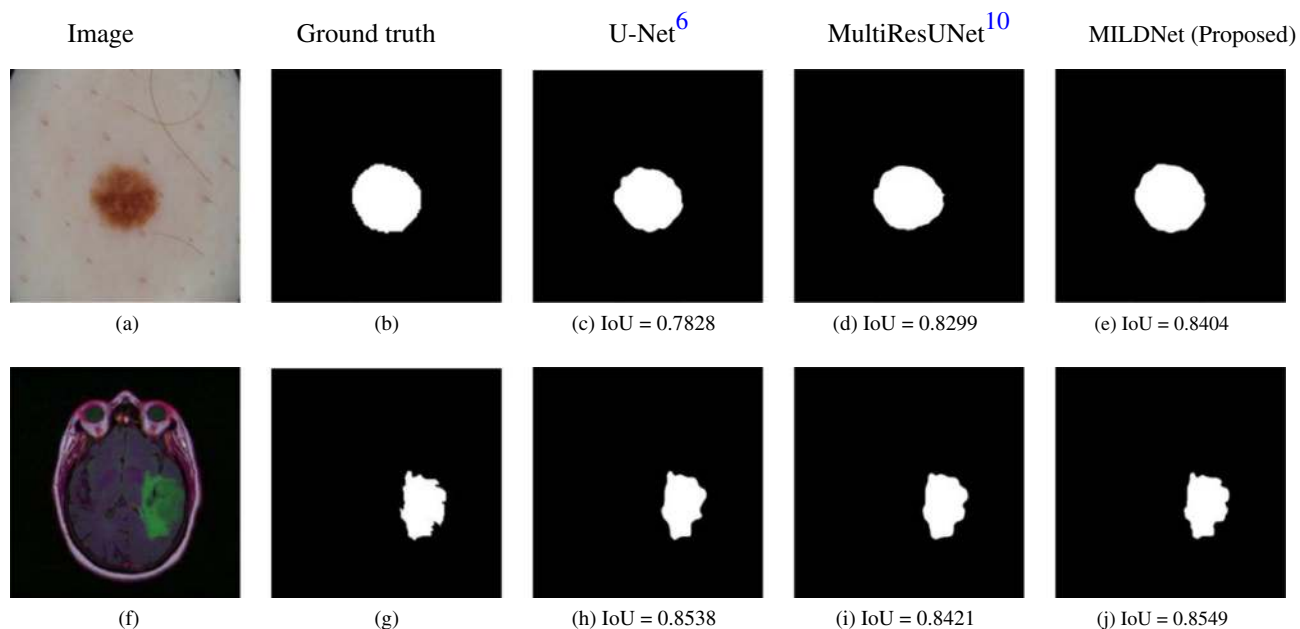 Image Ground truth U-Net6 MultiResUNet10 MILDNet (Proposed)
(a) (b) (c) IoU = 0.7828 (d) IoU = 0.8299 (e) IoU = 0.8404
(f) (g) (h) IoU = 0.8538 (i) IoU = 0.8421 (j) IoU = 0.8549